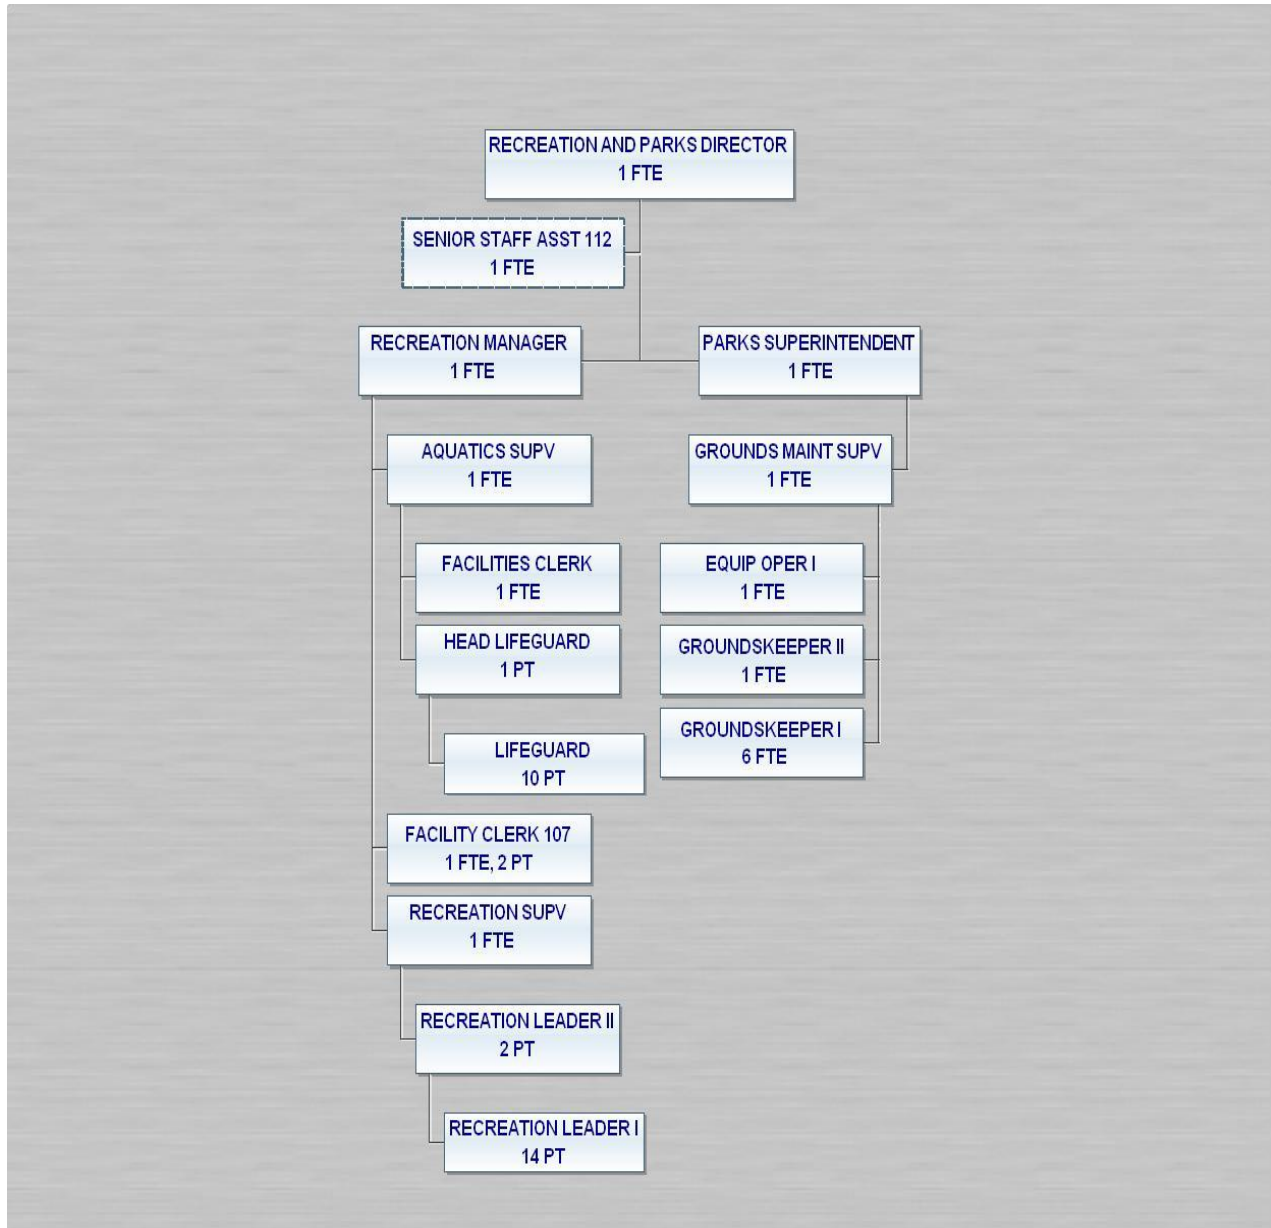 RECREATION AND PARKS DIRECTOR
1 FTE
SENIOR STAFF ASST 112
1 FTE
RECREATION MANAGER
1 FTE
PARKS SUPERINTENDENT
1 FTE
AQUATICS SUPV
1 FTE
GROUNDS MAINT SUPV
1 FTE
FACILITIES CLERK
1 FTE
EQUIP OPER I
1 FTE
HEAD LIFEGUARD
1 PT
GROUNDSKEEPER II
1 FTE
GROUNDSKEEPER I
6 FTE
LIFEGUARD
10 PT
FACILITY CLERK 107
1 FTE, 2 PT
RECREATION SUPV
1 FTE
RECREATION LEADER II
2 PT
RECREATION LEADER I
14 PT